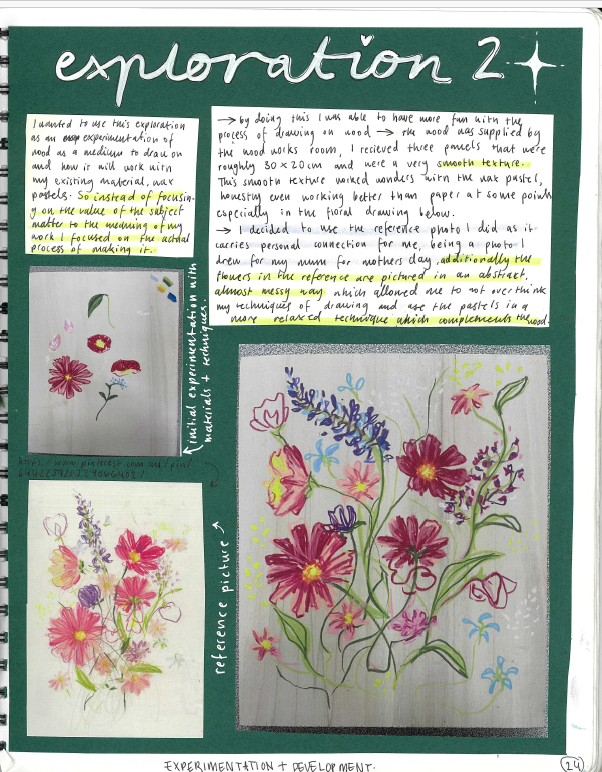 exploration 2
I wanted to use this exploration
as an experimentation of
wood as a medium to draw on
and how it will work with
my existing material, wax
pastels. So instead of focusin-
g on the value of the subject
matter to the meaning of my
work I focused on the actual
process of making it.
→ by doing this I was able to have more fun with the
process of drawing on wood → the wood was supplied by
the wood works room, I recieved three panels that were
roughly 30 x 20cm and were a very smooth texture.
This smooth texture worked wonders with the wax pastel,
honestly even working better than paper at some points
especially in the floral drawing below.
→ I decided to use the reference photo I did as it
carries personal connection for me, being a photo I
drew for my mum for mothers day, additionally the
flowers in the reference are pictured in an abstract,
almost messy way which allowed me to not overthink
my techniques of drawing and use the pastels in a
more relaxed technique which complements the wood.
initial experimentation with
materials + techniques.
https://www.pinterest.com.au/pin/
reference picture →
EXPERIMENTATION + DEVELOPMENT.
24